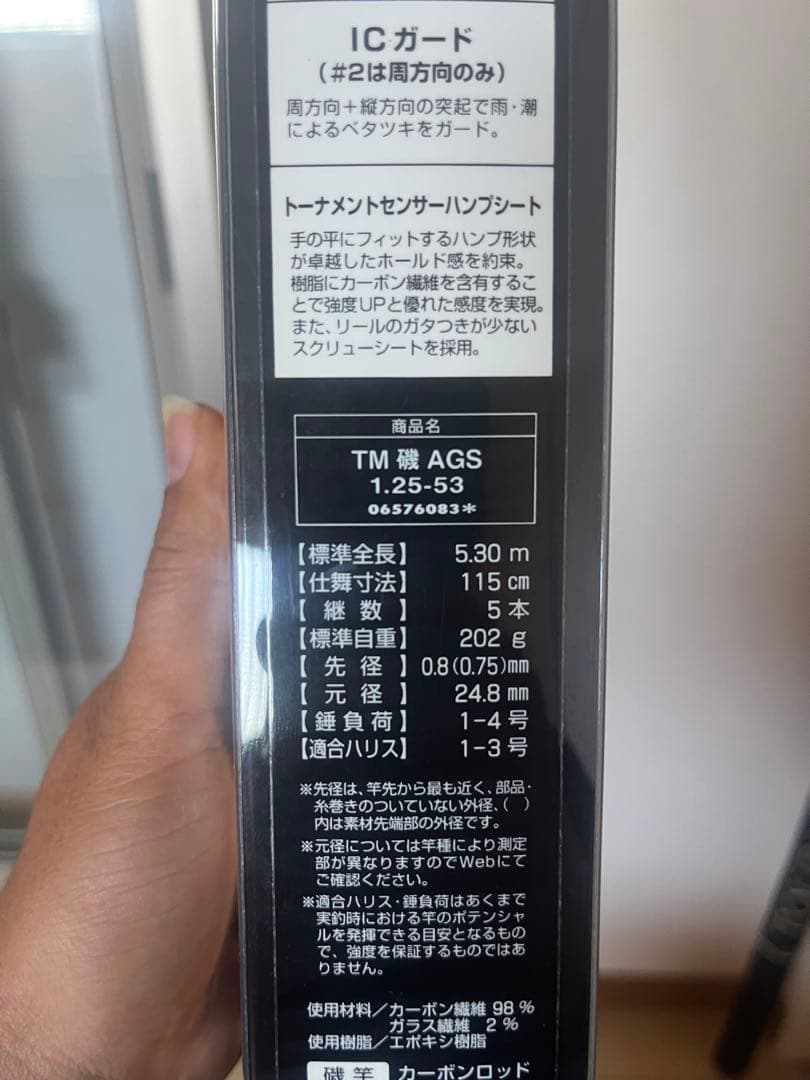 ICガード
(#2は周方向のみ)
周方向+縦方向の突起で雨・潮
によるベタツキをガード。
トーナメントセンサーハンプシート
手の平にフィットするハンプ形状
が卓越したホールド感を約束。
樹脂にカーボン繊維を含有するこ
とで強度UPと優れた感度を実現。
また、リールのガタつきが少ない
スクリューシートを採用。
商品名
TM 磯 AGS
1.25-53
06576083*
【標準全長】 5.30 m
【仕舞寸法】 115 cm
【継数】 5 本
【標準自重】 202 g
【先径】 0.8(0.75)mm
【元径】 24.8 mm
【錘負荷】 1-4 号
【適合ハリス】 1-3 号
※先径は、竿先から最も近く、部品・
糸巻きのついていない外径、( )
内は素材先端部の外径です。
※元径については竿種により測定
部が異なりますのでWebにて
ご確認ください。
※適合ハリス・錘負荷はあくまで
実釣時における竿のポテンシャ
ルを発揮できる目安となるもの
で、強度を保証するものではあ
りません。
使用材料/カーボン繊維 98 %
ガラス繊維 2 %
使用樹脂/エポキシ樹脂
磯 竿 カーボンロッド